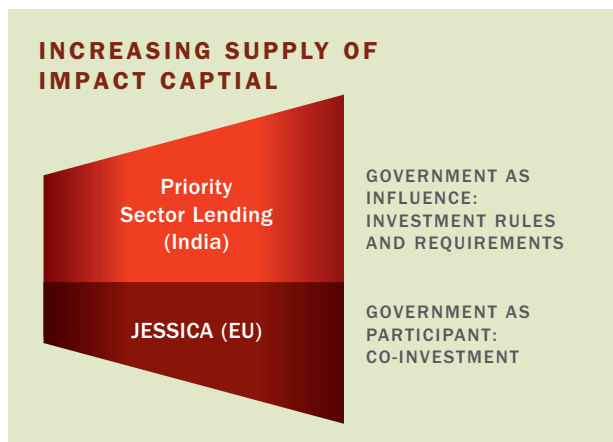 INCREASING SUPPLY OF
IMPACT CAPTIAL
Priority
Sector Lending
(India)
GOVERNMENT AS
INFLUENCE:
INVESTMENT RULES
AND REQUIREMENTS
JESSICA (EU)
GOVERNMENT AS
PARTICIPANT:
CO-INVESTMENT